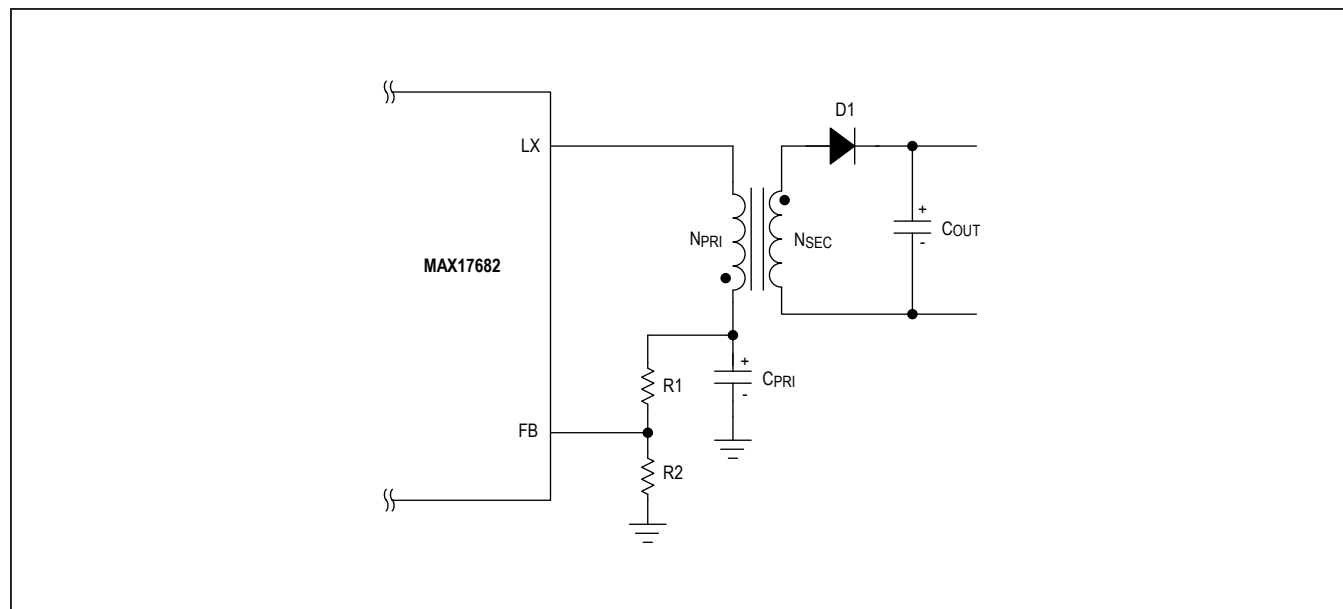 D1
LX
+
NPRI
NSEC
COUT
-
MAX17682
+
R1
CPRI
-
FB
R2